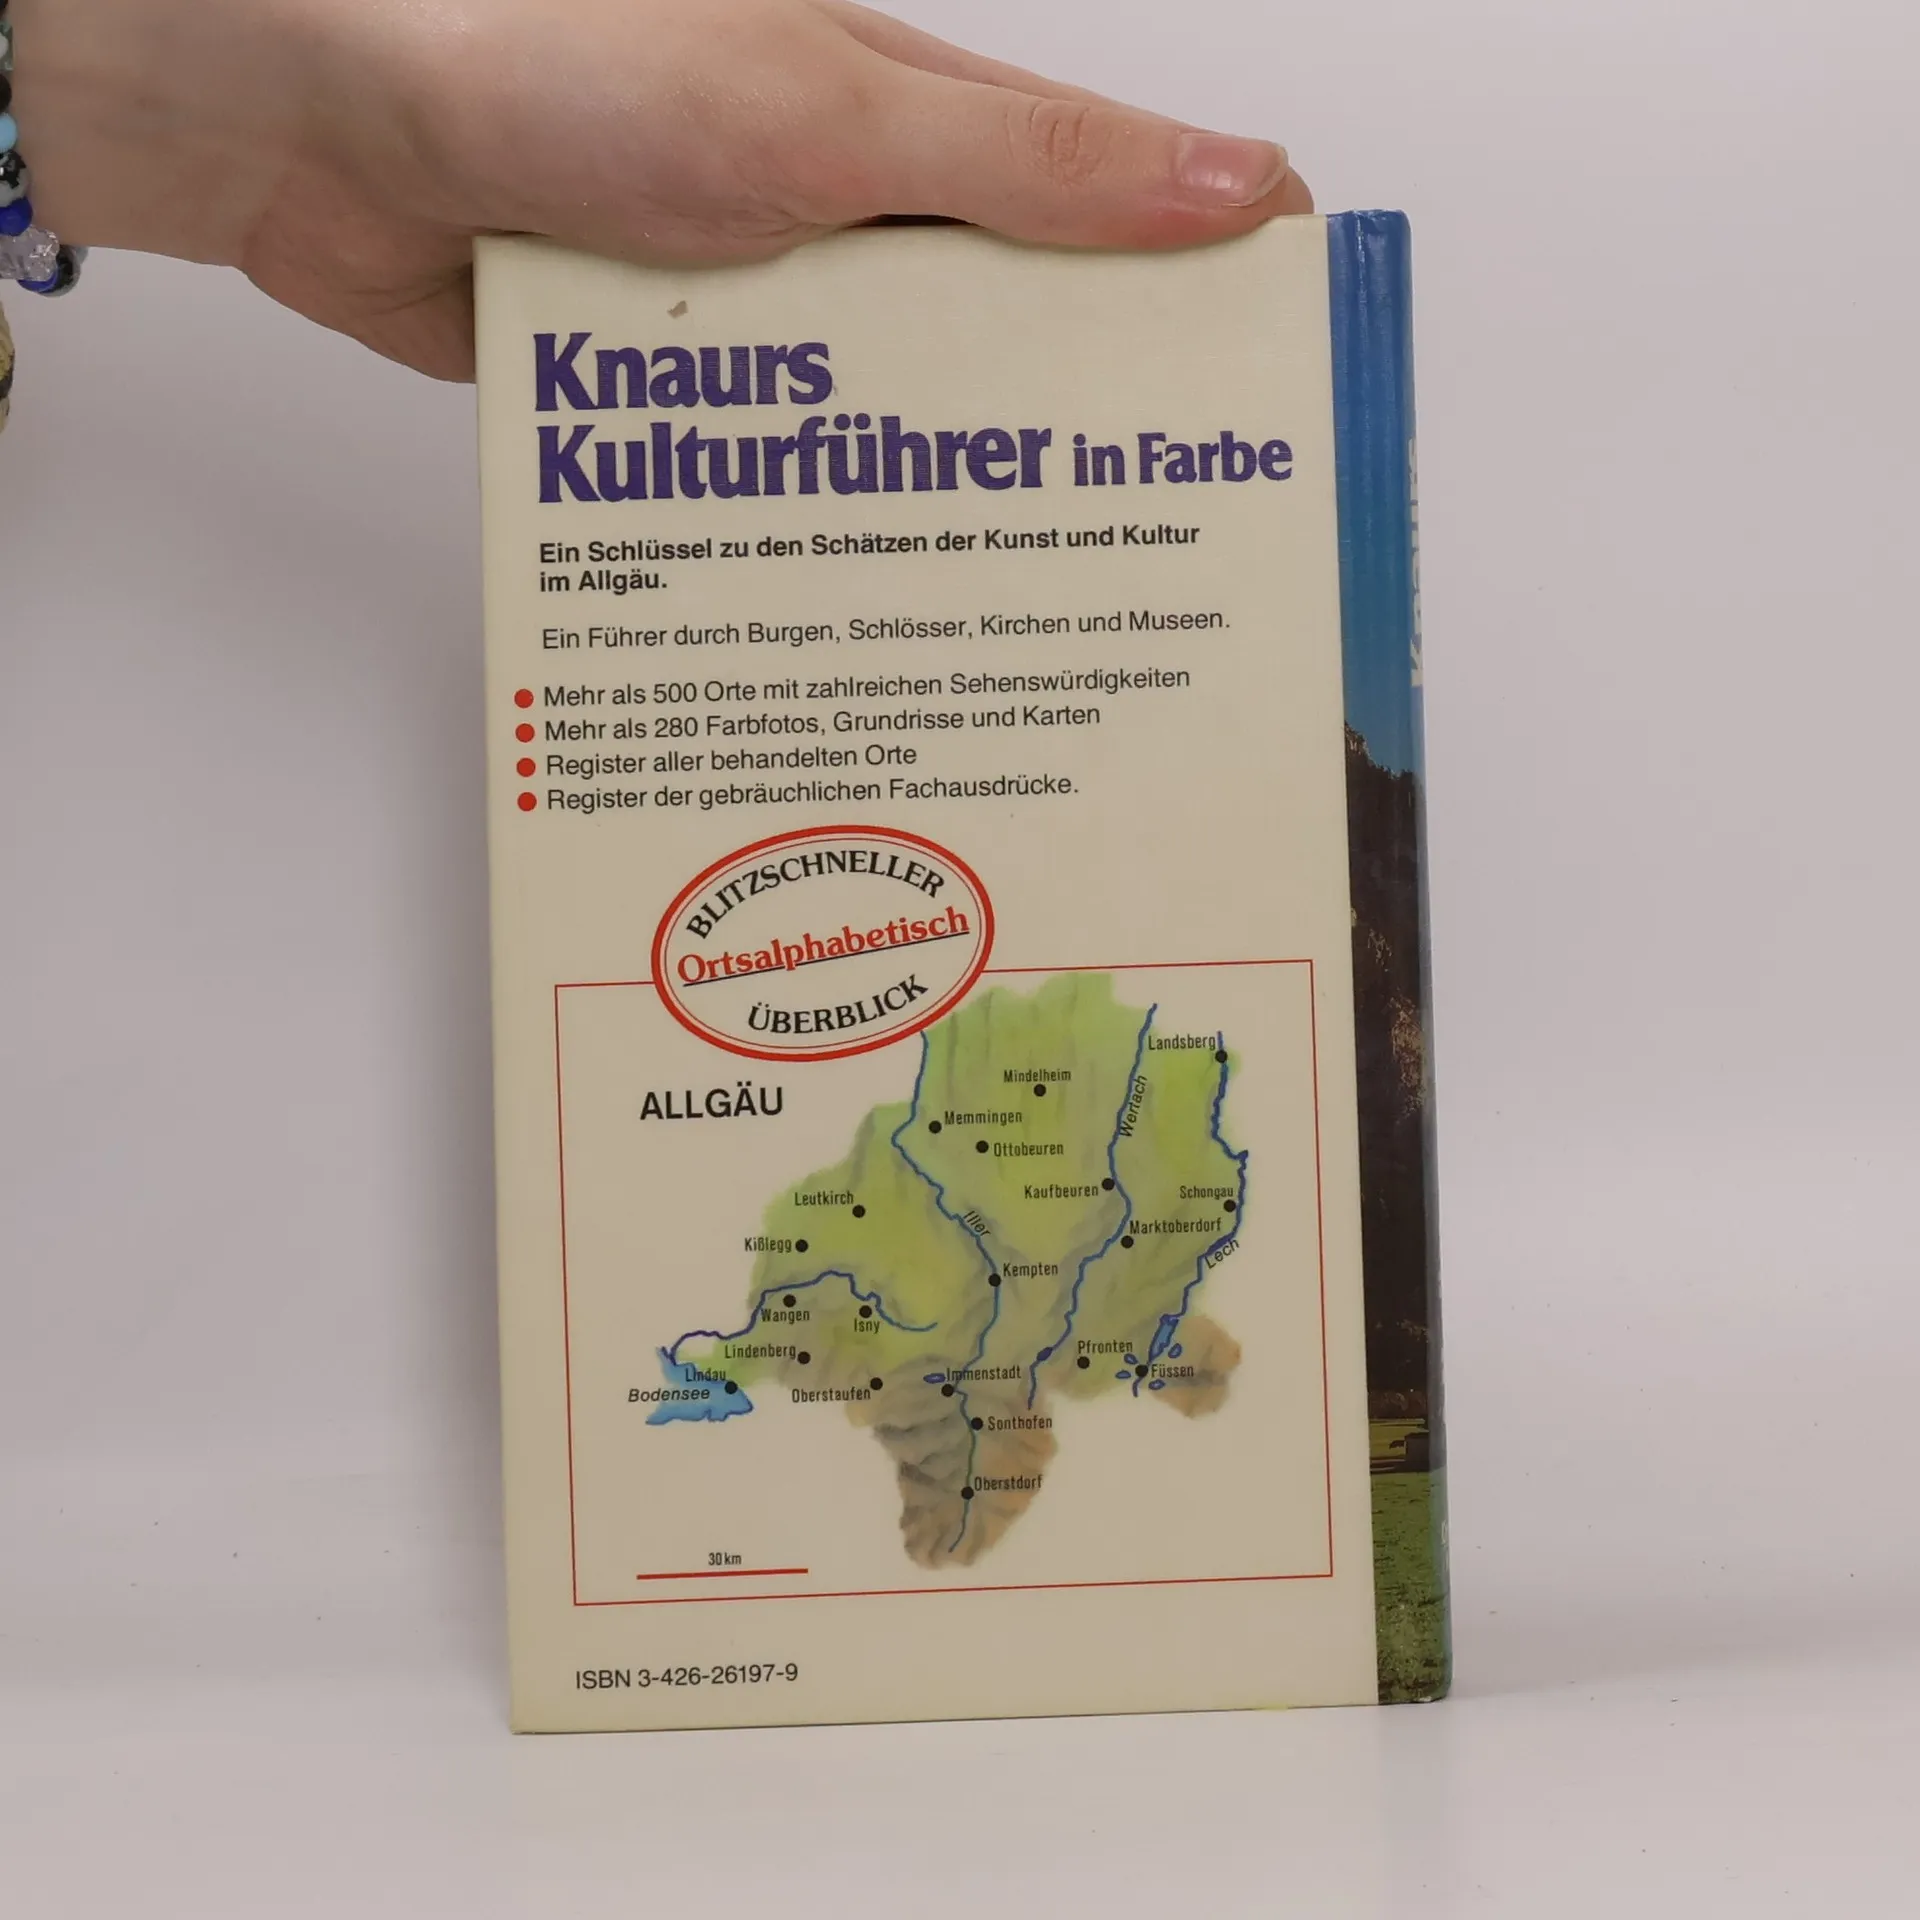 Knaurs
Kulturführer in Farbe
Ein Schlüssel zu den Schätzen der Kunst und Kultur
im Allgäu.
Ein Führer durch Burgen, Schlösser, Kirchen und Museen.
Mehr als 500 Orte mit zahlreichen Sehenswürdigkeiten
Mehr als 280 Farbfotos, Grundrisse und Karten
Register aller behandelten Orte
Register der gebräuchlichen Fachausdrücke.
BLITZSCHNELLER
Ortsalphabetisch
ÜBERBLICK
ALLGÄU
Landsberg
Mindelheim
Wertach
Memmingen
Ottobeuren
Kaufbeuren
Schongau
Leutkirch
Iller
Marktoberdorf
Kißlegg
Lech
Kempten
Wangen
Isny
Lindenberg
Pfronten
Füssen
Lindau
Immenstadt
Bodensee
Oberstaufen
Sonthofen
Oberstdorf
30 km
ISBN 3-426-26197-9
Knaurs